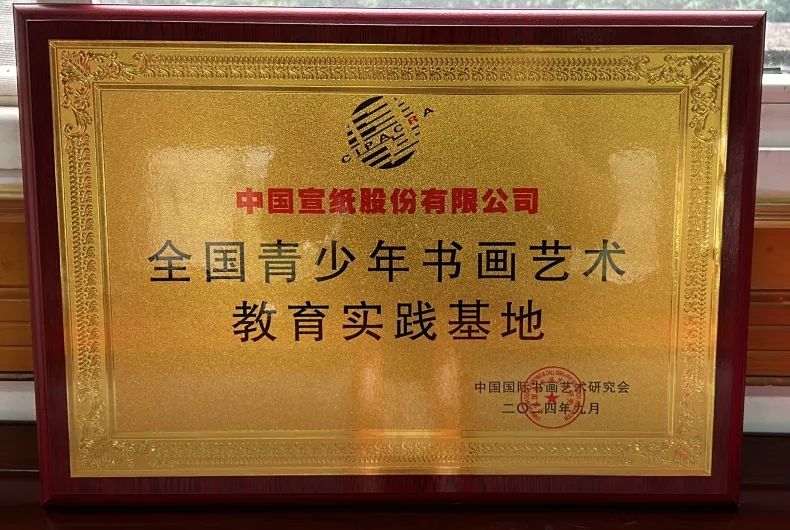 CIPACRA
中国宣纸股份有限公司
全国青少年书画艺术
教育实践基地
中国国际书画艺术研究会
二〇二四年九月